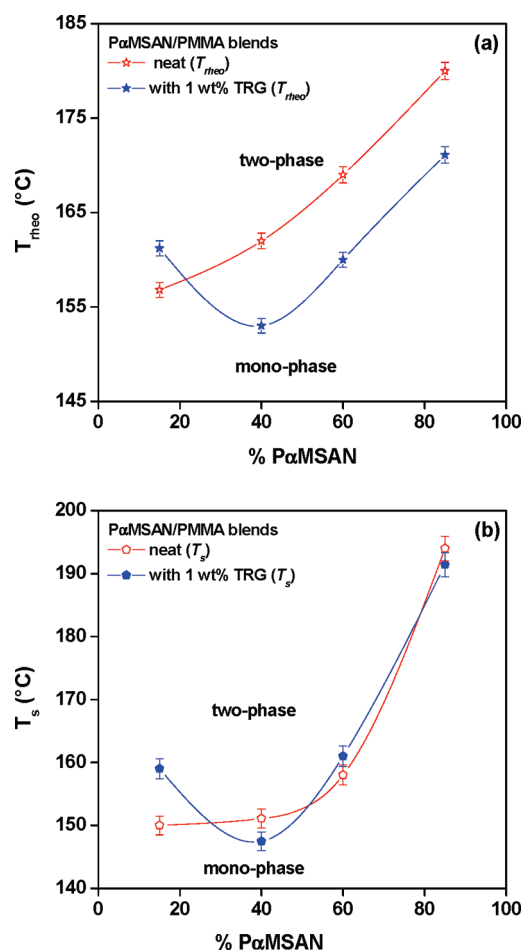 185
175
165
155
145
T_rheo (°C)
(a)
PαMSAN/PMMA blends
neat (T_rheo)
with 1 wt% TRG (T_rheo)
two-phase
mono-phase
0 20 40 60 80 100
% PαMSAN
200
190
180
170
160
150
140
T_s (°C)
(b)
PαMSAN/PMMA blends
neat (T_s)
with 1 wt% TRG (T_s)
two-phase
mono-phase
0 20 40 60 80 100
% PαMSAN